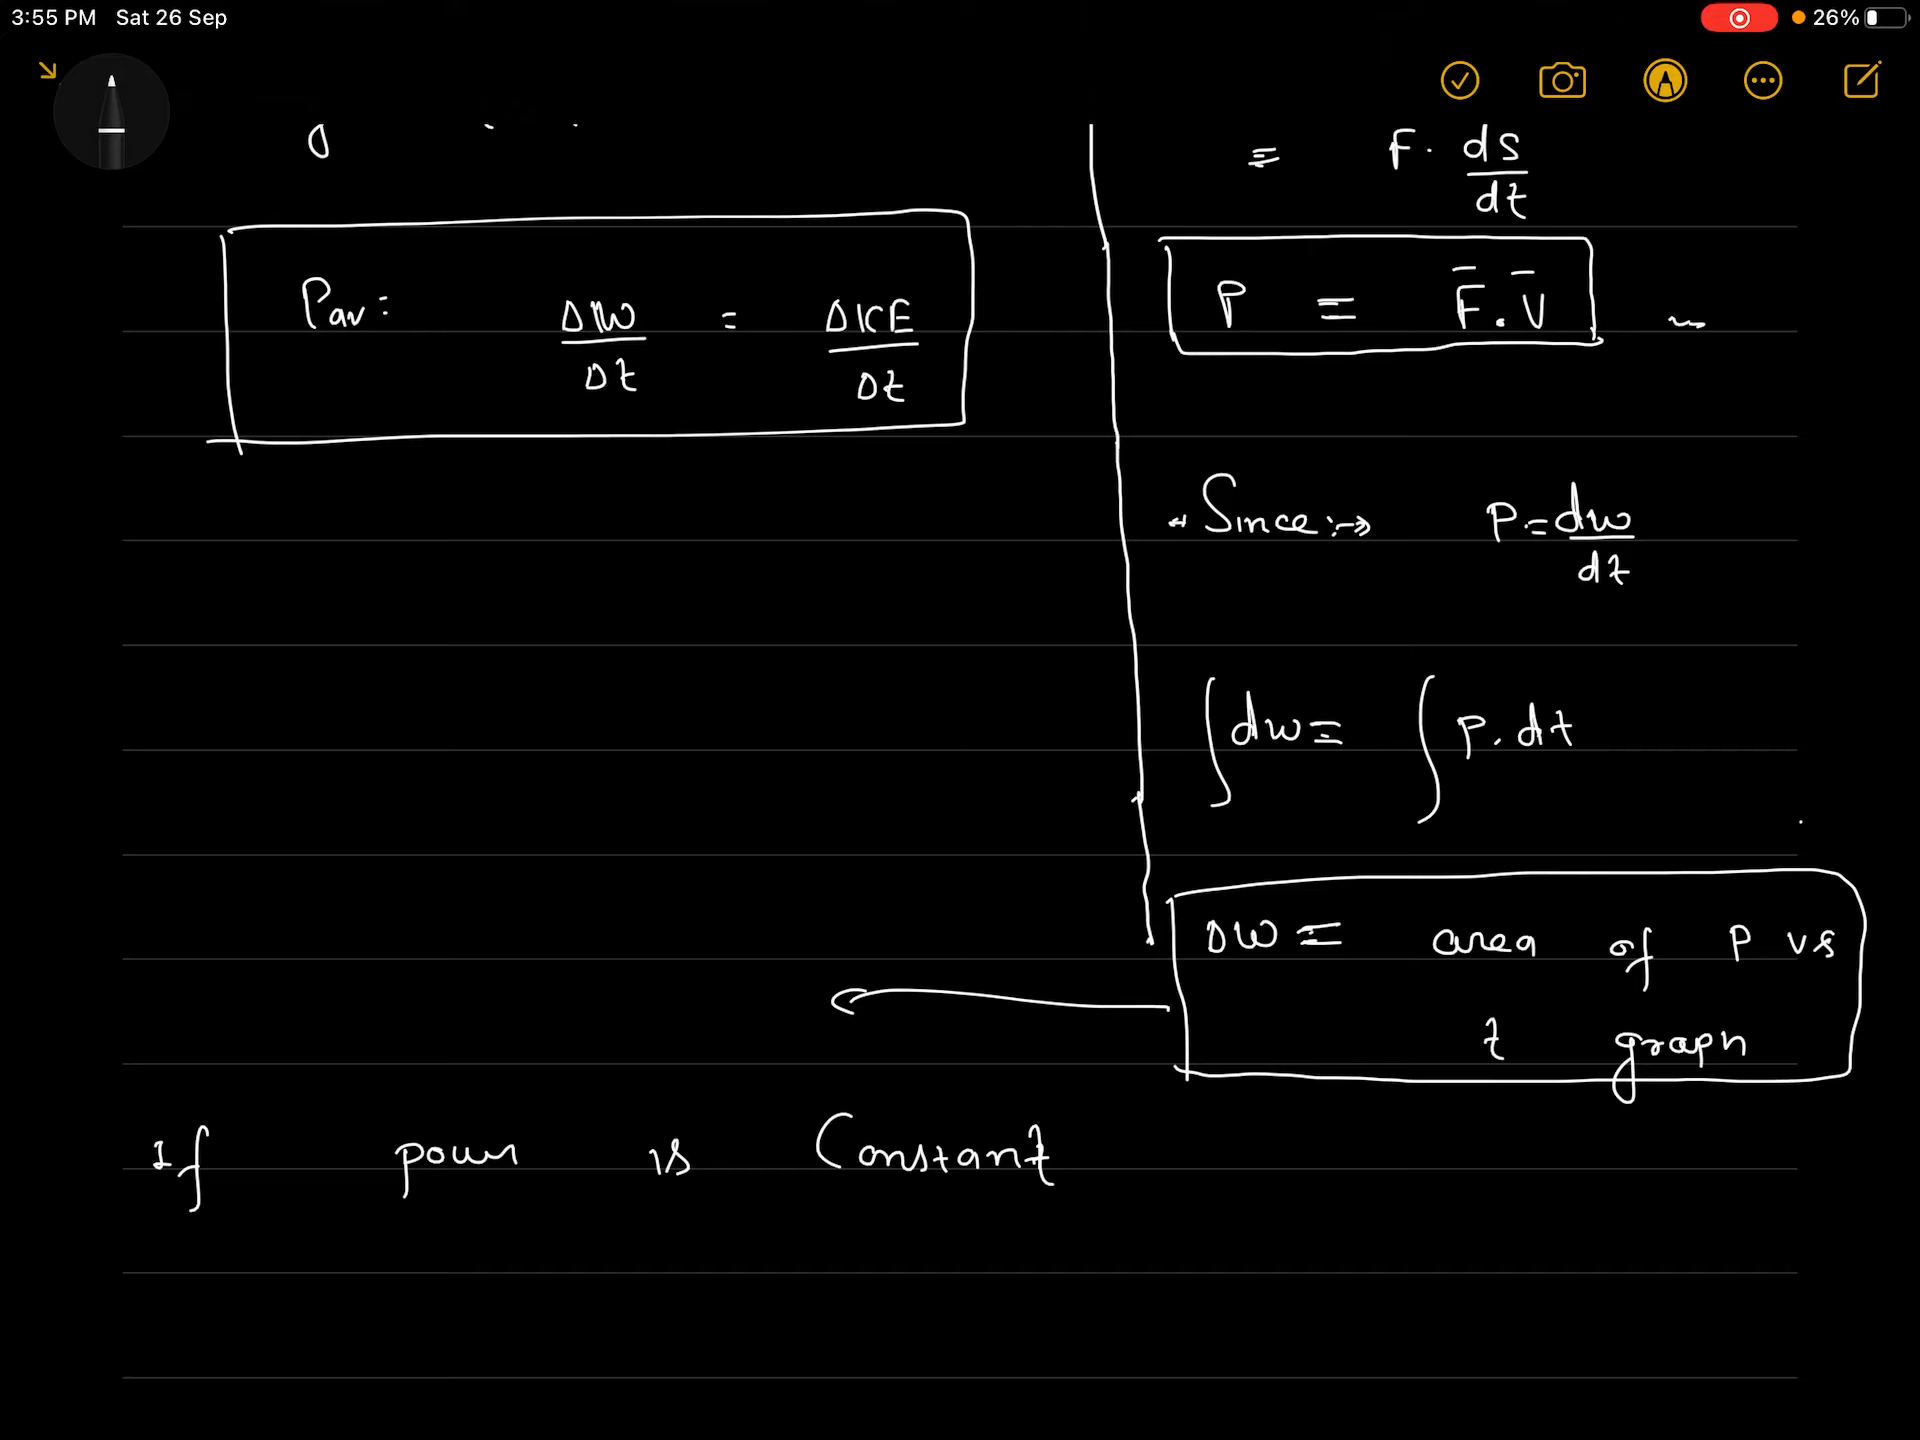 3:55 PM Sat 26 Sep
26%
Pav: ΔW/Δt = ΔKE/Δt
= F. ds/dt
P = F̅.v̅
Since :→ P = dw/dt
∫dw = ∫P.dt
ΔW = area of P vs
t graph
If power is Constant